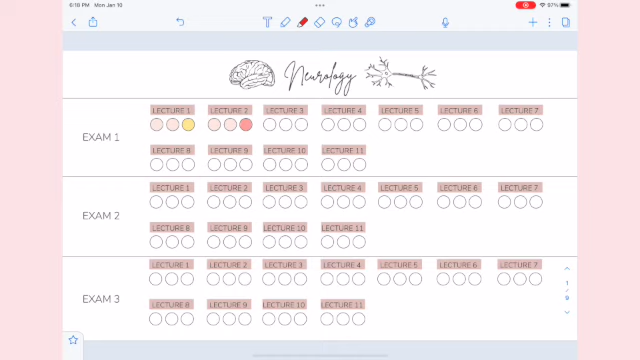 6:18 PM Mon Jan 10
97%
Neurology
LECTURE 1 LECTURE 2 LECTURE 3 LECTURE 4 LECTURE 5 LECTURE 6 LECTURE 7
EXAM 1
LECTURE 8 LECTURE 9 LECTURE 10 LECTURE 11
LECTURE 1 LECTURE 2 LECTURE 3 LECTURE 4 LECTURE 5 LECTURE 6 LECTURE 7
EXAM 2
LECTURE 8 LECTURE 9 LECTURE 10 LECTURE 11
LECTURE 1 LECTURE 2 LECTURE 3 LECTURE 4 LECTURE 5 LECTURE 6 LECTURE 7
1
/
9
EXAM 3
LECTURE 8 LECTURE 9 LECTURE 10 LECTURE 11